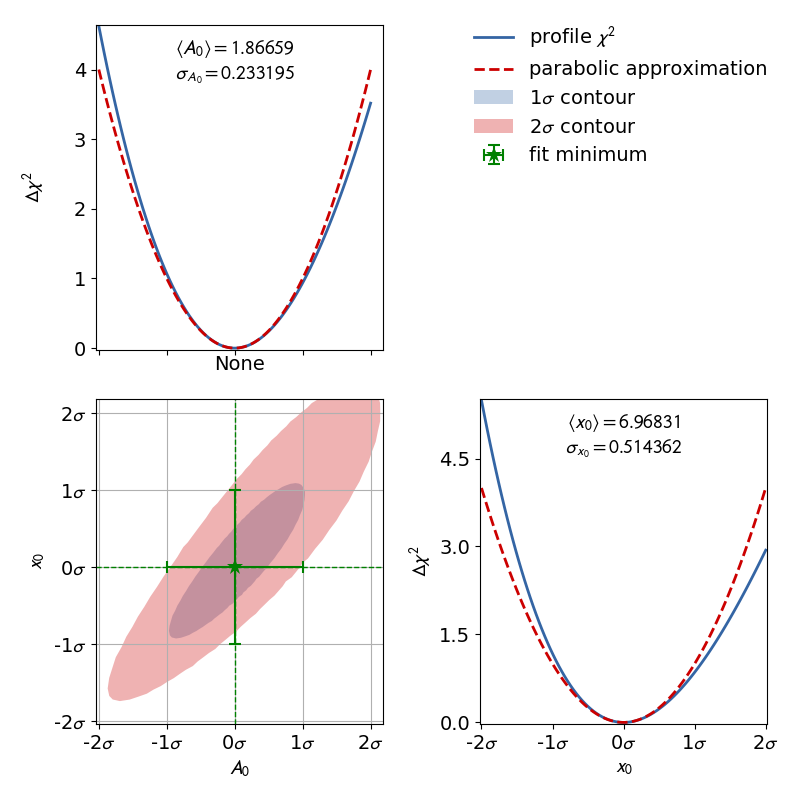 ⟨A₀⟩ = 1.86659
σ_A₀ = 0.233195
4
3
2
1
0
Δχ²
None
profile χ²
parabolic approximation
1σ contour
2σ contour
fit minimum
2σ
1σ
0σ
-1σ
-2σ
x₀
-2σ -1σ 0σ 1σ 2σ
A₀
⟨x₀⟩ = 6.96831
σ_x₀ = 0.514362
4.5
3.0
1.5
0.0
Δχ²
-2σ -1σ 0σ 1σ 2σ
x₀